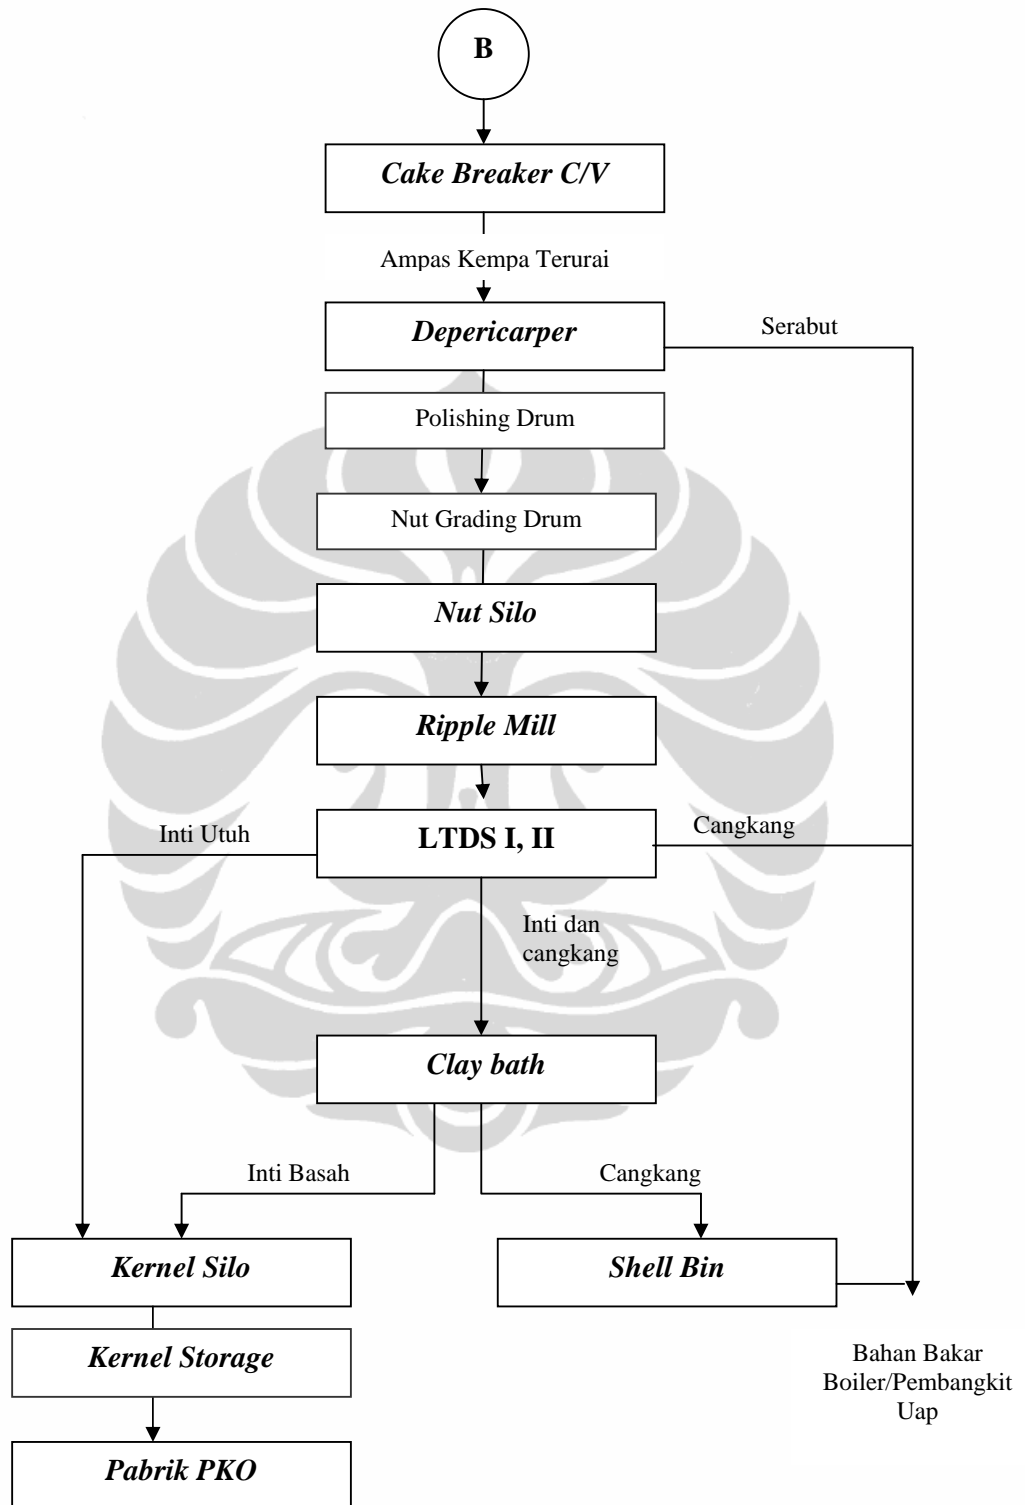 B
Cake Breaker C/V
Ampas Kempa Terurai
Depericarper
Serabut
Polishing Drum
Nut Grading Drum
Nut Silo
Ripple Mill
LTDS I, II
Inti Utuh
Cangkang
Inti dan
cangkang
Clay bath
Inti Basah
Cangkang
Kernel Silo
Shell Bin
Kernel Storage
Bahan Bakar
Boiler/Pembangkit
Uap
Pabrik PKO